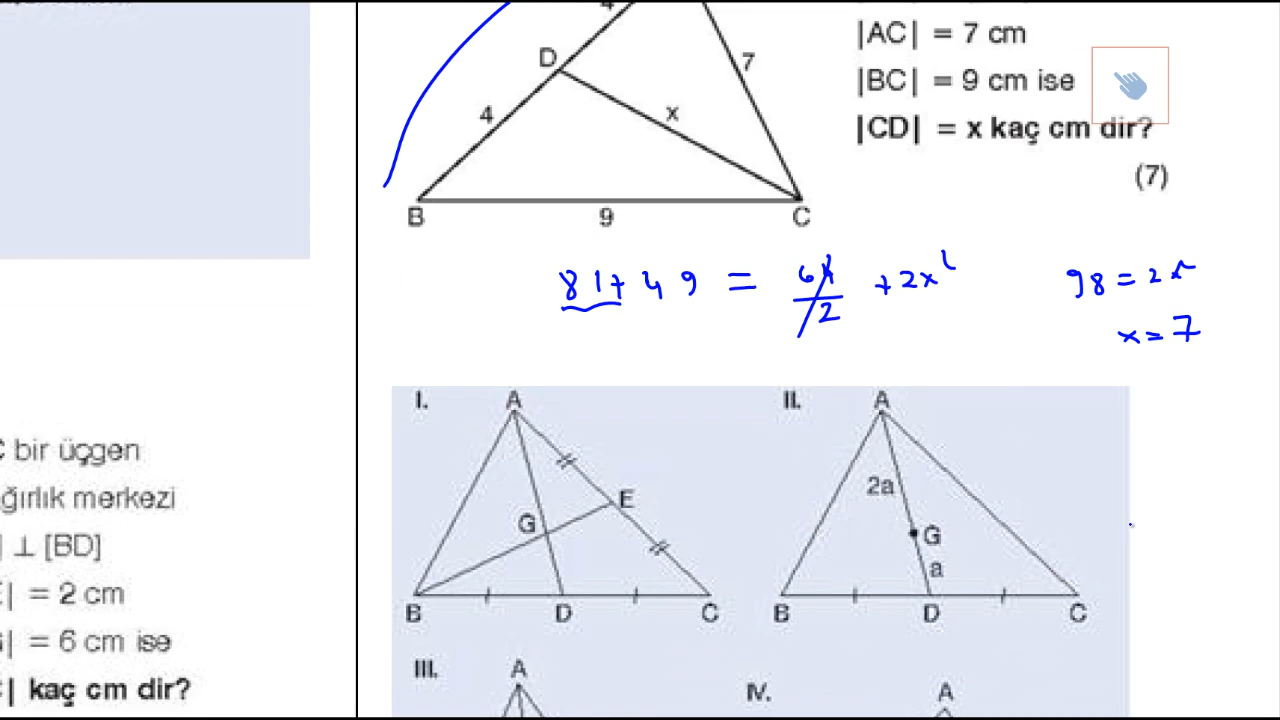 4
|AC| = 7 cm
D
7
|BC| = 9 cm ise
4
x
|CD| = x kaç cm dir?
(7)
B
9
C
81+49 = 64/2 +2x²
98=2x²
x=7
I.
A
E
G
B
D
C
II.
A
2a
G
a
B
D
C
bir üçgen
ğırlık merkezi
⊥ [BD]
| = 2 cm
| = 6 cm ise
| kaç cm dir?
III.
A
IV.
A